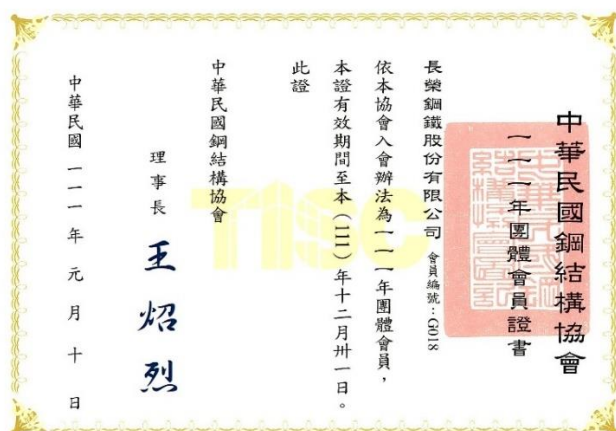 中華民國鋼結構協會
一一一年團體會員證書
長榮鋼鐵股份有限公司 會員編號：G018
依本協會入會辦法為一一一年團體會員，
本證有效期間至本（111）年十二月卅一日。
此證
中華民國鋼結構協會
理事長 王炤烈
中華民國 一一一 年 元 月 十 日
TISC